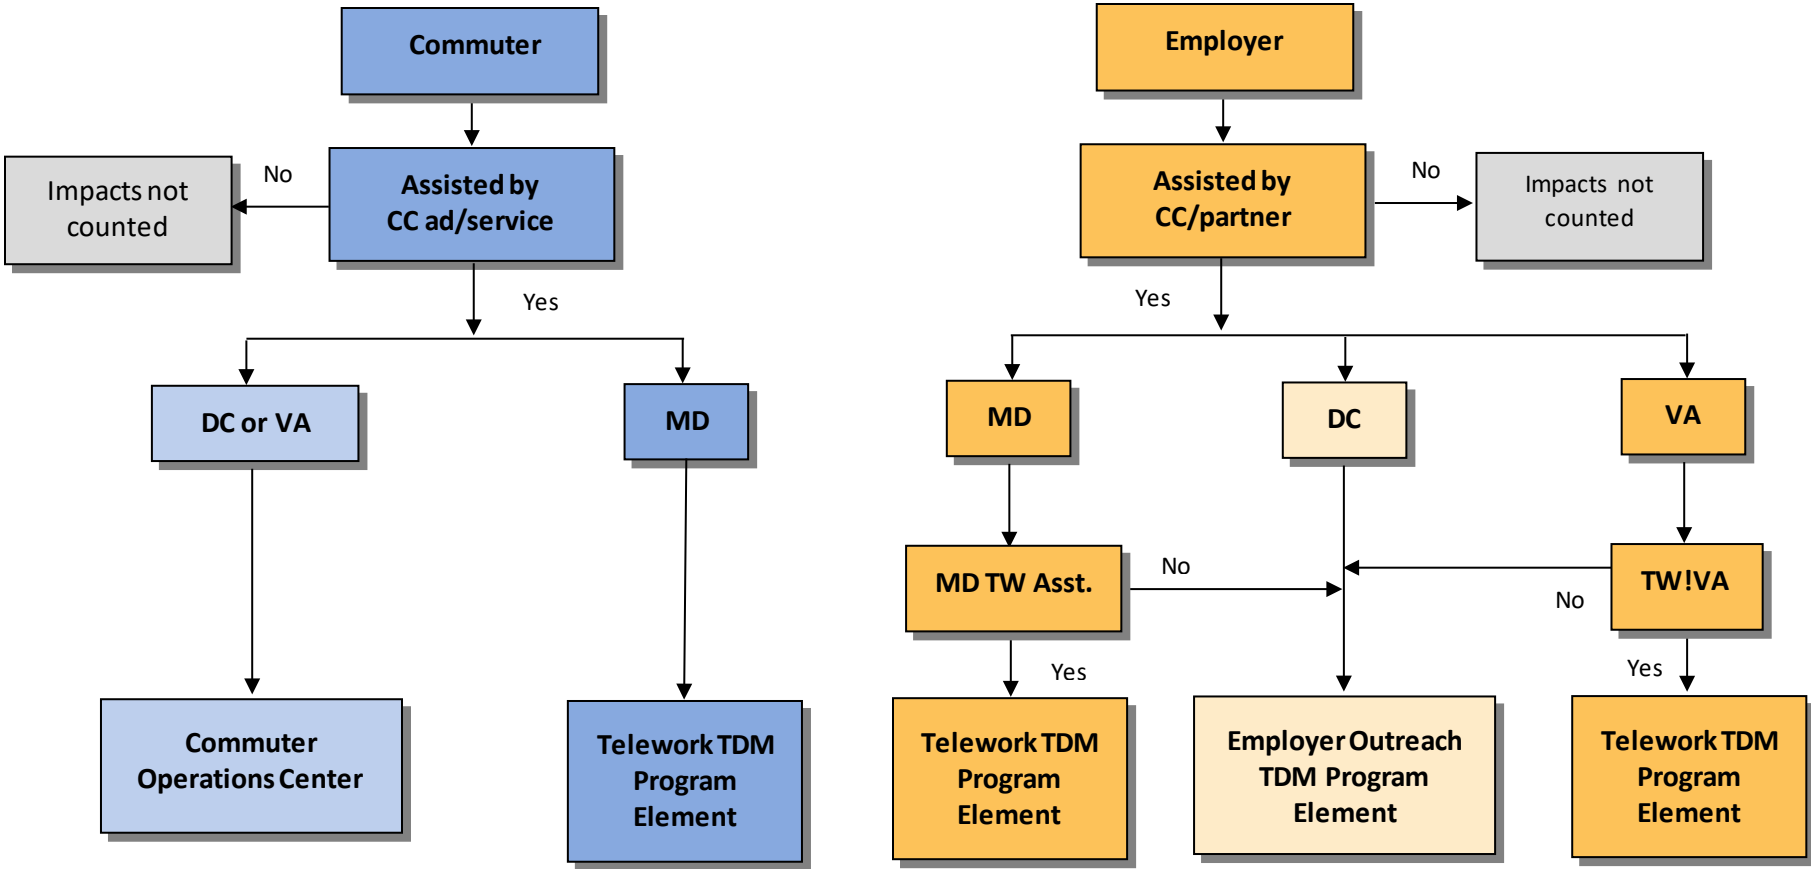 Commuter
Assisted by
CC ad/service
No
Impacts not
counted
Yes
DC or VA
MD
Commuter
Operations Center
Telework TDM
Program
Element
Employer
Assisted by
CC/partner
No
Impacts not
counted
Yes
MD
DC
VA
MD TW Asst.
No
TW!VA
No
Yes
Yes
Telework TDM
Program
Element
Employer Outreach
TDM Program
Element
Telework TDM
Program
Element